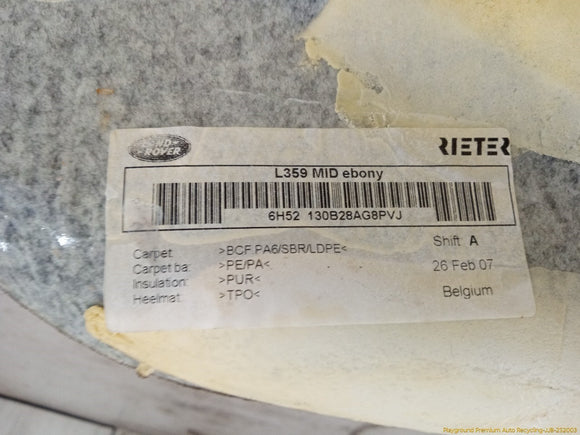 LAND-
ROVER
RIETER
L359 MID ebony
6H52 130B28AG8PVJ
Carpet: >BCF PA6/SBR/LDPE<
Shift A
Carpet ba: >PE/PA<
26 Feb 07
Insulation: >PUR<
Heelmat: >TPO<
Belgium
Playground Premium Auto Recycling-JJB-252003